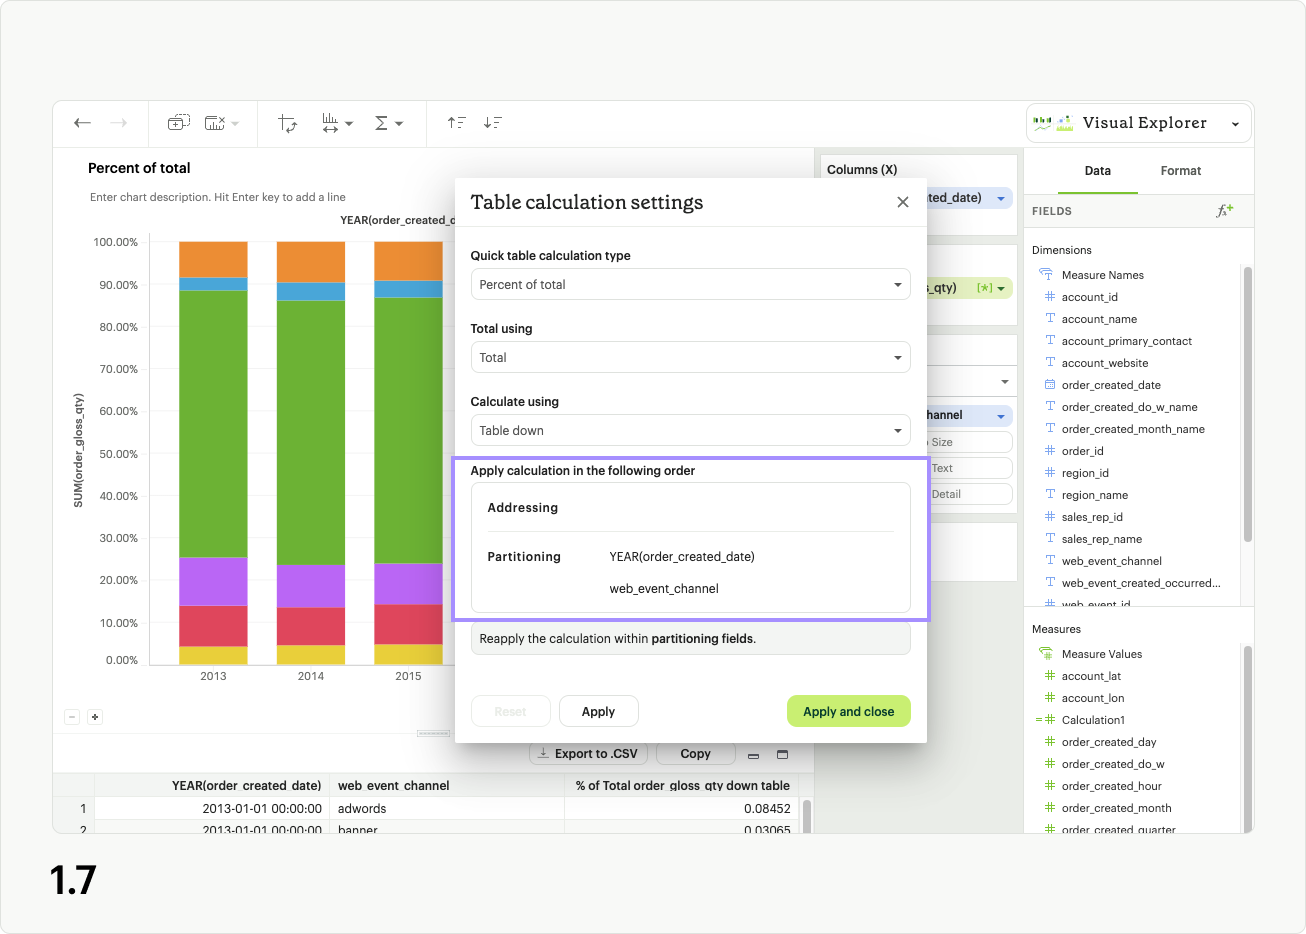 Visual Explorer
Percent of total
Enter chart description. Hit Enter key to add a line
YEAR(order_created_d
100.00%
90.00%
80.00%
70.00%
60.00%
50.00%
40.00%
30.00%
20.00%
10.00%
0.00%
SUM(order_gloss_qty)
2013
2014
2015
Export to .CSV
Copy
YEAR(order_created_date)
web_event_channel
% of Total order_gloss_qty down table
1
2013-01-01 00:00:00
adwords
0.08452
2
2013-01-01 00:00:00
banner
0.03065
Table calculation settings
Quick table calculation type
Percent of total
Total using
Total
Calculate using
Table down
Apply calculation in the following order
Addressing
Partitioning
YEAR(order_created_date)
web_event_channel
Reapply the calculation within partitioning fields.
Reset
Apply
Apply and close
Columns (X)
ted_date)
s_qty)
[*]
hannel
Size
Text
Detail
Data
Format
FIELDS
Dimensions
Measure Names
account_id
account_name
account_primary_contact
account_website
order_created_date
order_created_do_w_name
order_created_month_name
order_id
region_id
region_name
sales_rep_id
sales_rep_name
web_event_channel
web_event_created_occurred...
web_event_id
Measures
Measure Values
account_lat
account_lon
Calculation1
order_created_day
order_created_do_w
order_created_hour
order_created_month
order_created_quarter
1.7